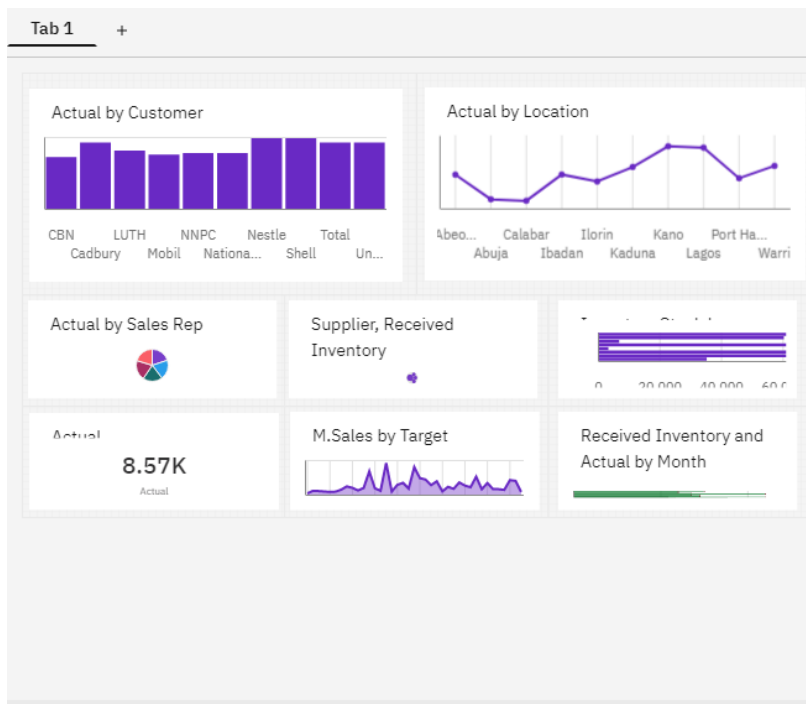 Tab 1 +
Actual by Customer
CBN LUTH NNPC Nestle Total
Cadbury Mobil Nationa... Shell Un...
Actual by Location
Abeo... Calabar Ilorin Kano Port Ha...
Abuja Ibadan Kaduna Lagos Warri
Actual by Sales Rep
Supplier, Received
Inventory
0 20,000 40,000
Actual
8.57K
Actual
M.Sales by Target
Received Inventory and
Actual by Month